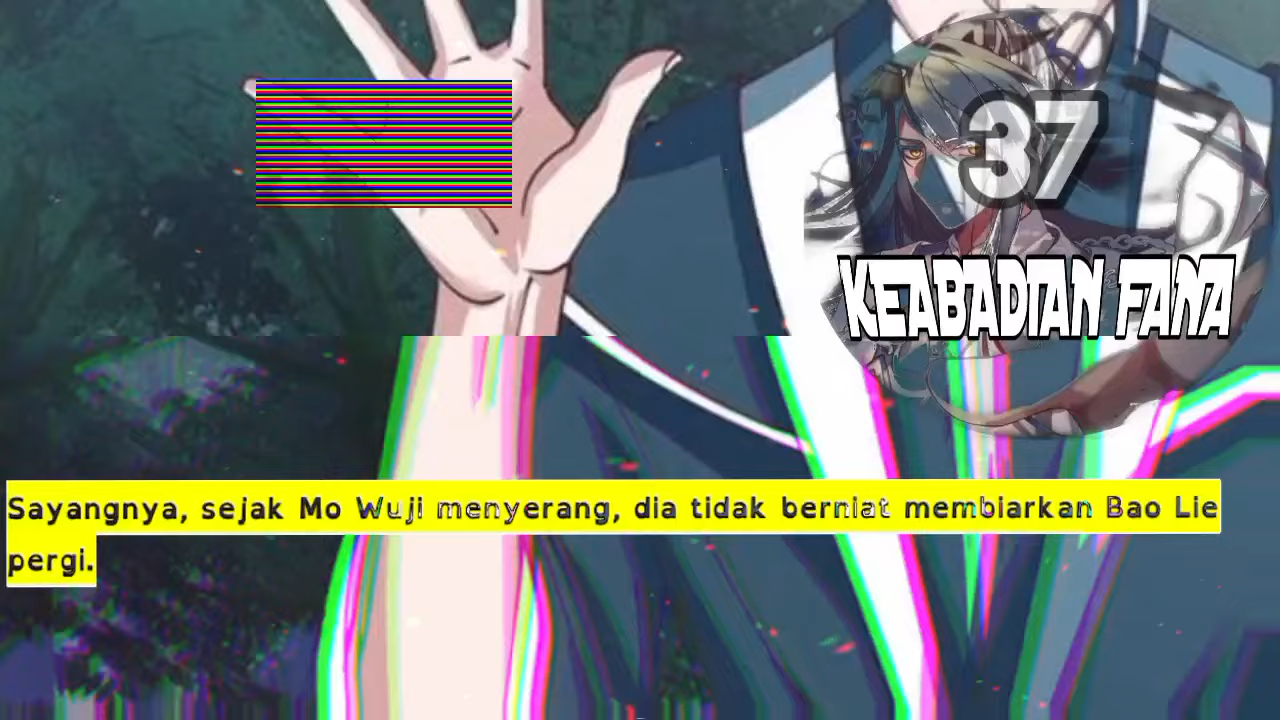 37
KEABADIAN FANA
Sayangnya, sejak Mo Wuji menyerang, dia tidak berniat membiarkan Bao Lie
pergi.